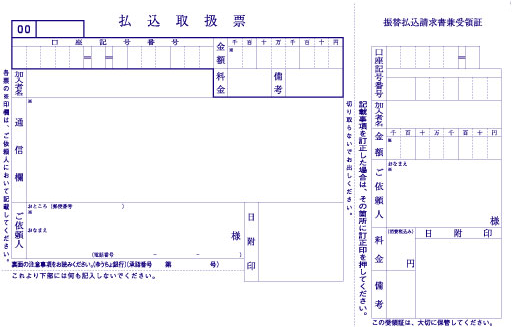 払込取扱票
00
口座記号番号
金額
千百十万千百十円
※
加入者名
料金
備考
※
通信欄
ご依頼人
おところ(郵便番号 )
※
おなまえ
様
(電話番号 - - )
日附印
裏面の注意事項をお読みください。(ゆうちょ銀行)(承認番号 第 号)
これより下部には何も記入しないでください。
各票の※印欄は、ご依頼人において記載してください。
切り取らないでお出しください。
記載事項を訂正した場合は、その箇所に訂正印を押してください。
振替払込請求書兼受領証
口座記号番号
加入者名
金額
千百十万千百十円
※
ご依頼人
おなまえ
※
様
料金
(消費税込み)
円
日附印
備考
この受領証は、大切に保管してください。